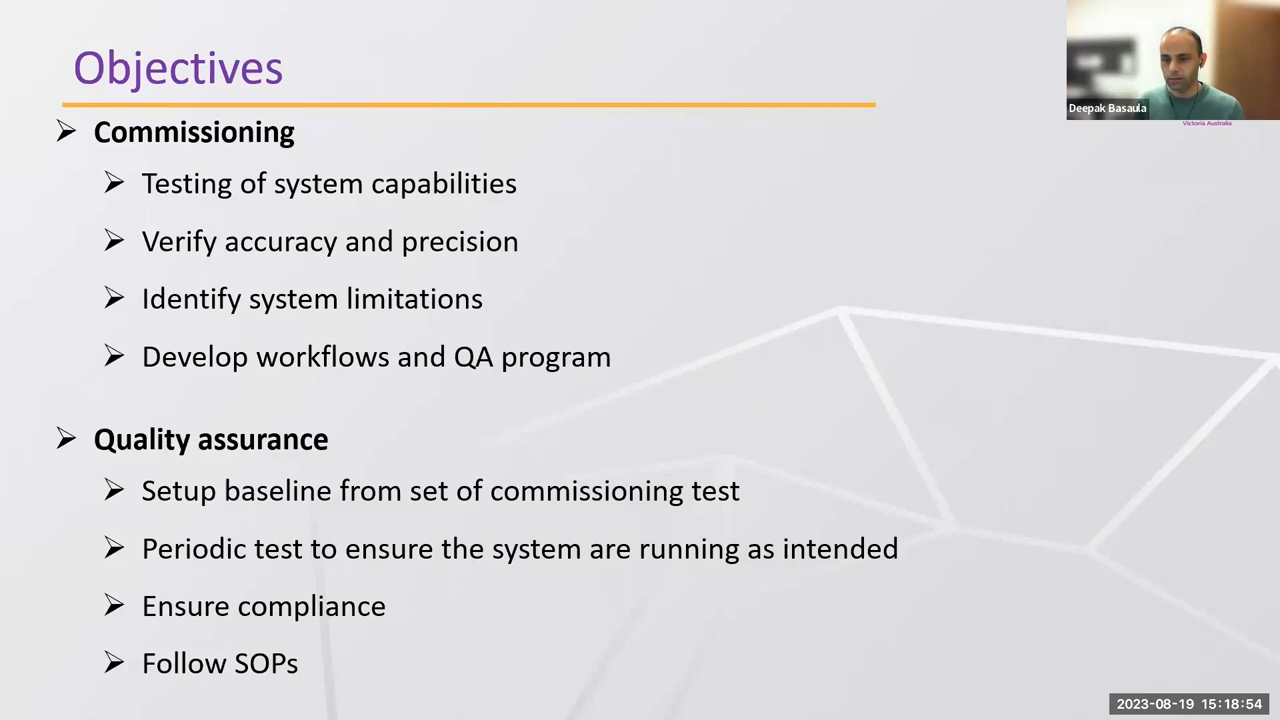 Objectives
Commissioning
Testing of system capabilities
Verify accuracy and precision
Identify system limitations
Develop workflows and QA program
Quality assurance
Setup baseline from set of commissioning test
Periodic test to ensure the system are running as intended
Ensure compliance
Follow SOPs
Deepak Basaula
Victoria Australia
2023-08-19 15:18:54